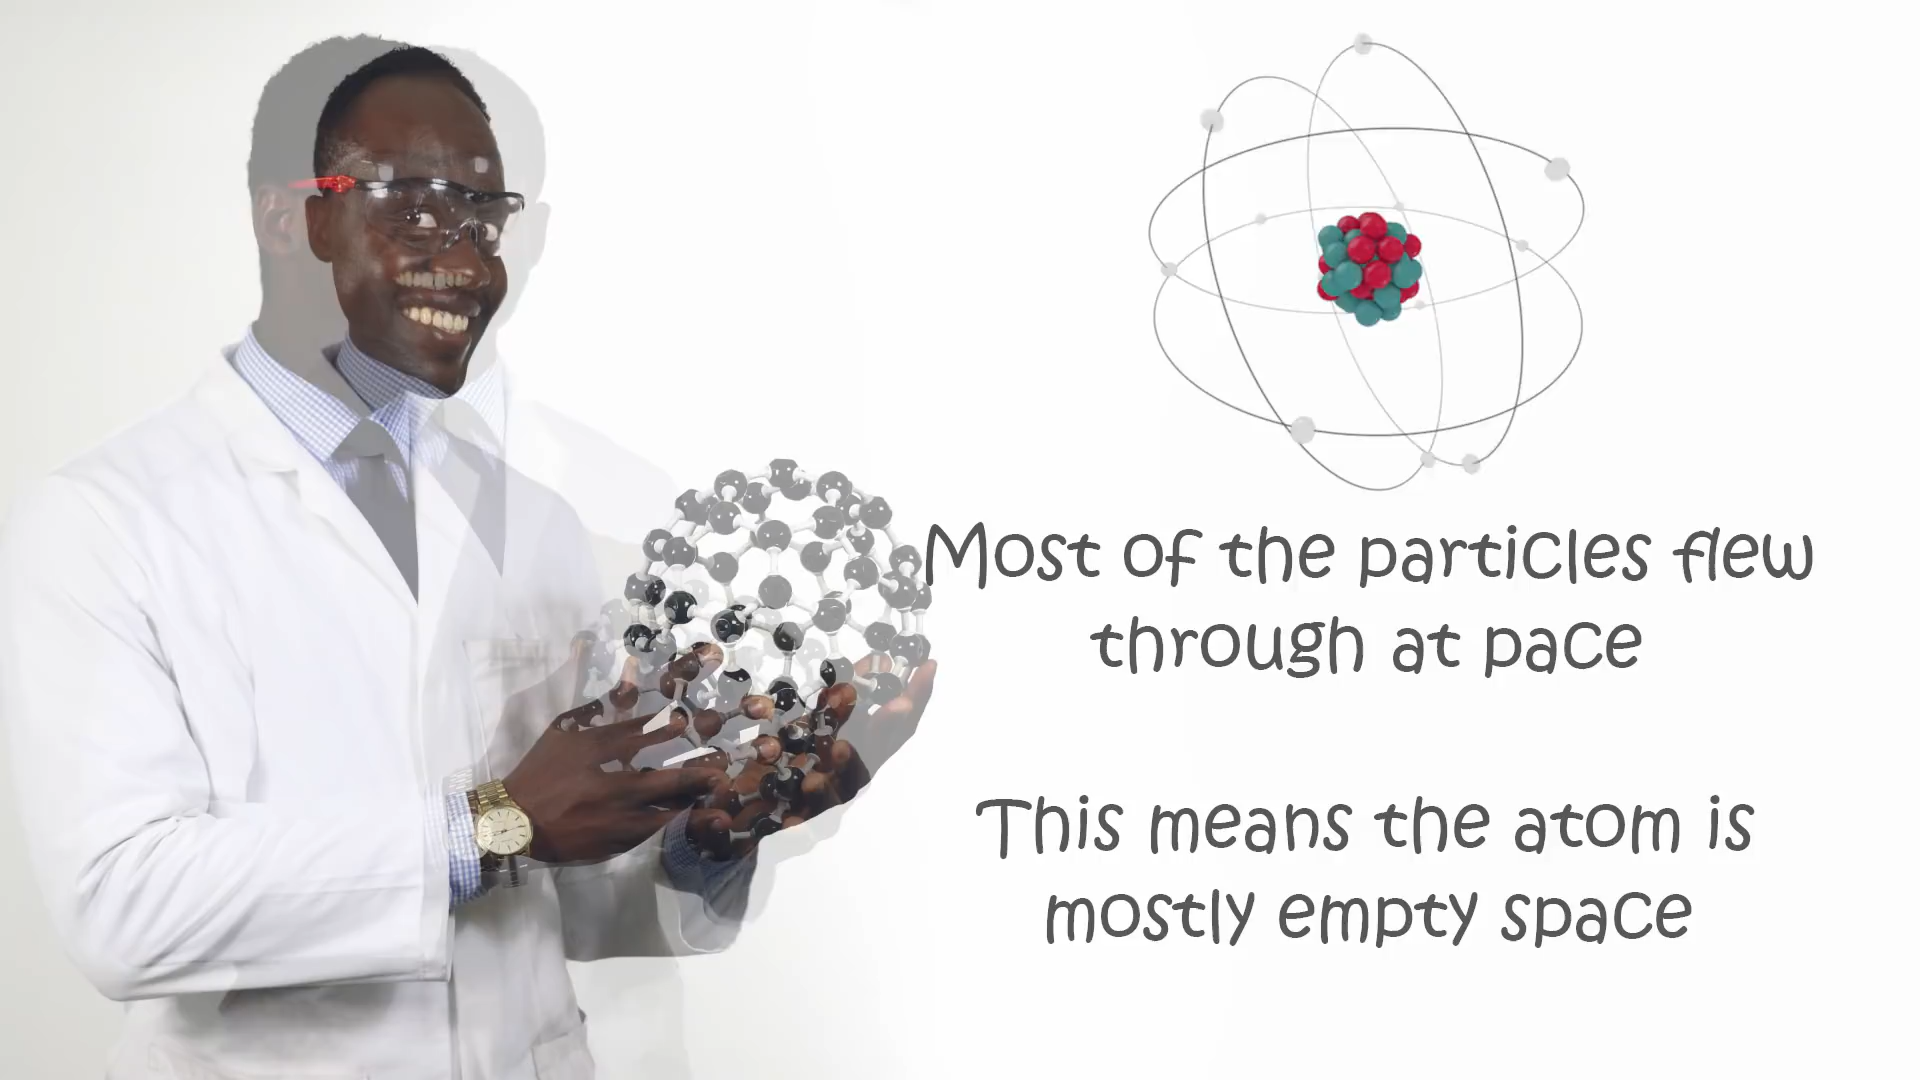 Most of the particles flew
through at pace
This means the atom is
mostly empty space